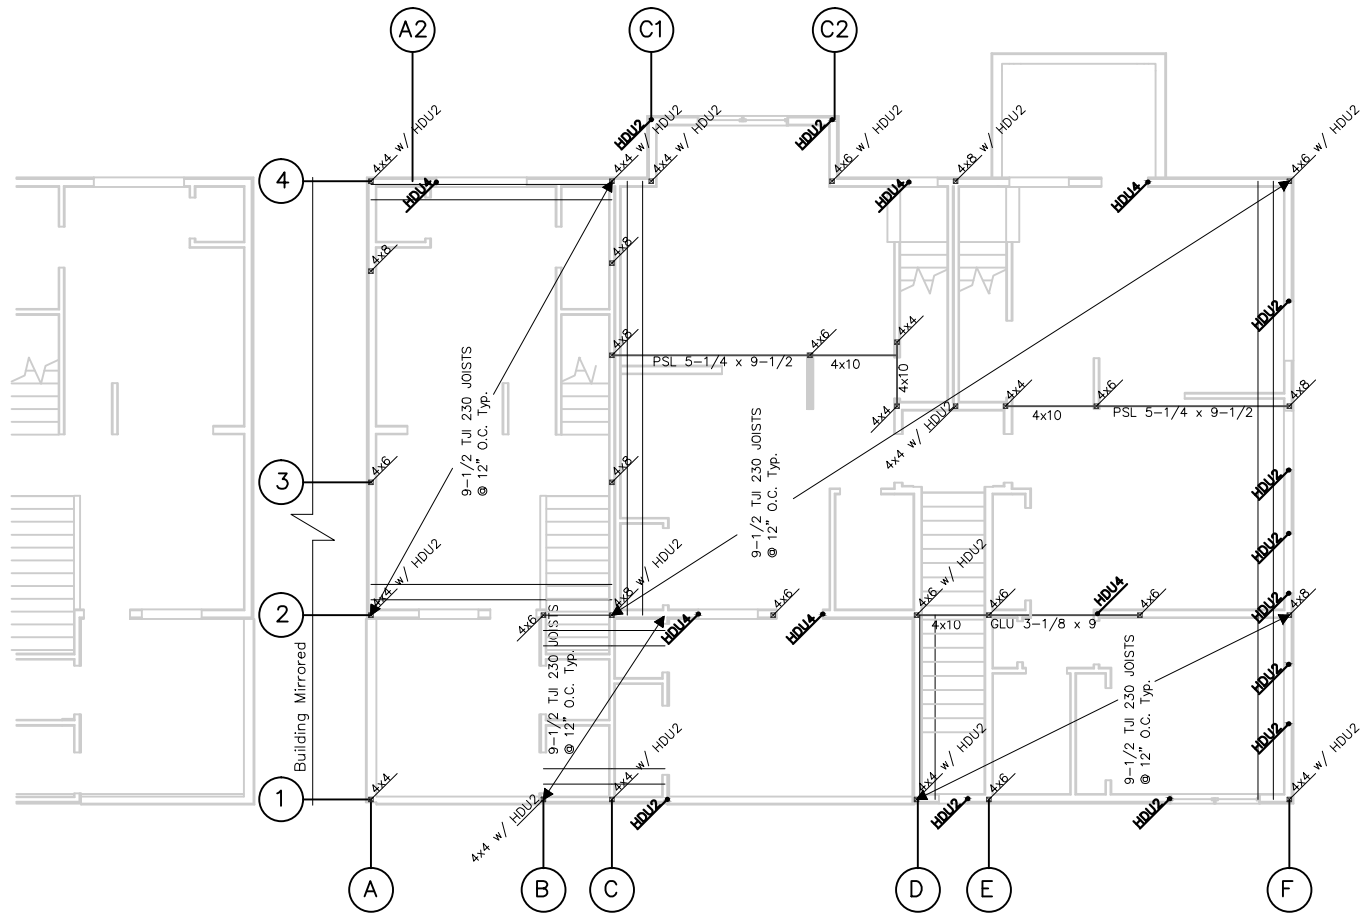 A2
C1
C2
4x4 w/ HDU2
HDU2
4x4 w/ HDU2
4x4 w/ HDU2
HDU2
4x6 w/ HDU2
4x8 w/ HDU2
4x6 w/ HDU2
4
HDU4
HDU4
HDU4
4x8
4x8
HDU2
4x8
PSL 5-1/4 x 9-1/2
4x6
4x10
4x4
4x10
4x4
4x4 w/ HDU2
4x4
4x10
4x6
PSL 5-1/4 x 9-1/2
4x8
9-1/2 TJI 230 JOISTS
@ 12" O.C. Typ.
9-1/2 TJI 230 JOISTS
@ 12" O.C. Typ.
3
4x6
4x8
HDU2
HDU2
4x4 w/ HDU2
4x8 w/ HDU2
4x6 w/ HDU2
2
4x6
HDU4
4x6
HDU4
4x10
4x6
GLU 3-1/8 x 9
HDU4
4x6
HDU2
4x8
9-1/2 TJI 230 JOISTS
@ 12" O.C. Typ.
9-1/2 TJI 230 JOISTS
@ 12" O.C. Typ.
HDU2
HDU2
Building Mirrored
1
4x4
4x4 w/ HDU2
4x4 w/ HDU2
HDU2
4x4 w/ HDU2
HDU2
4x6
HDU2
4x4 w/ HDU2
A
B
C
D
E
F